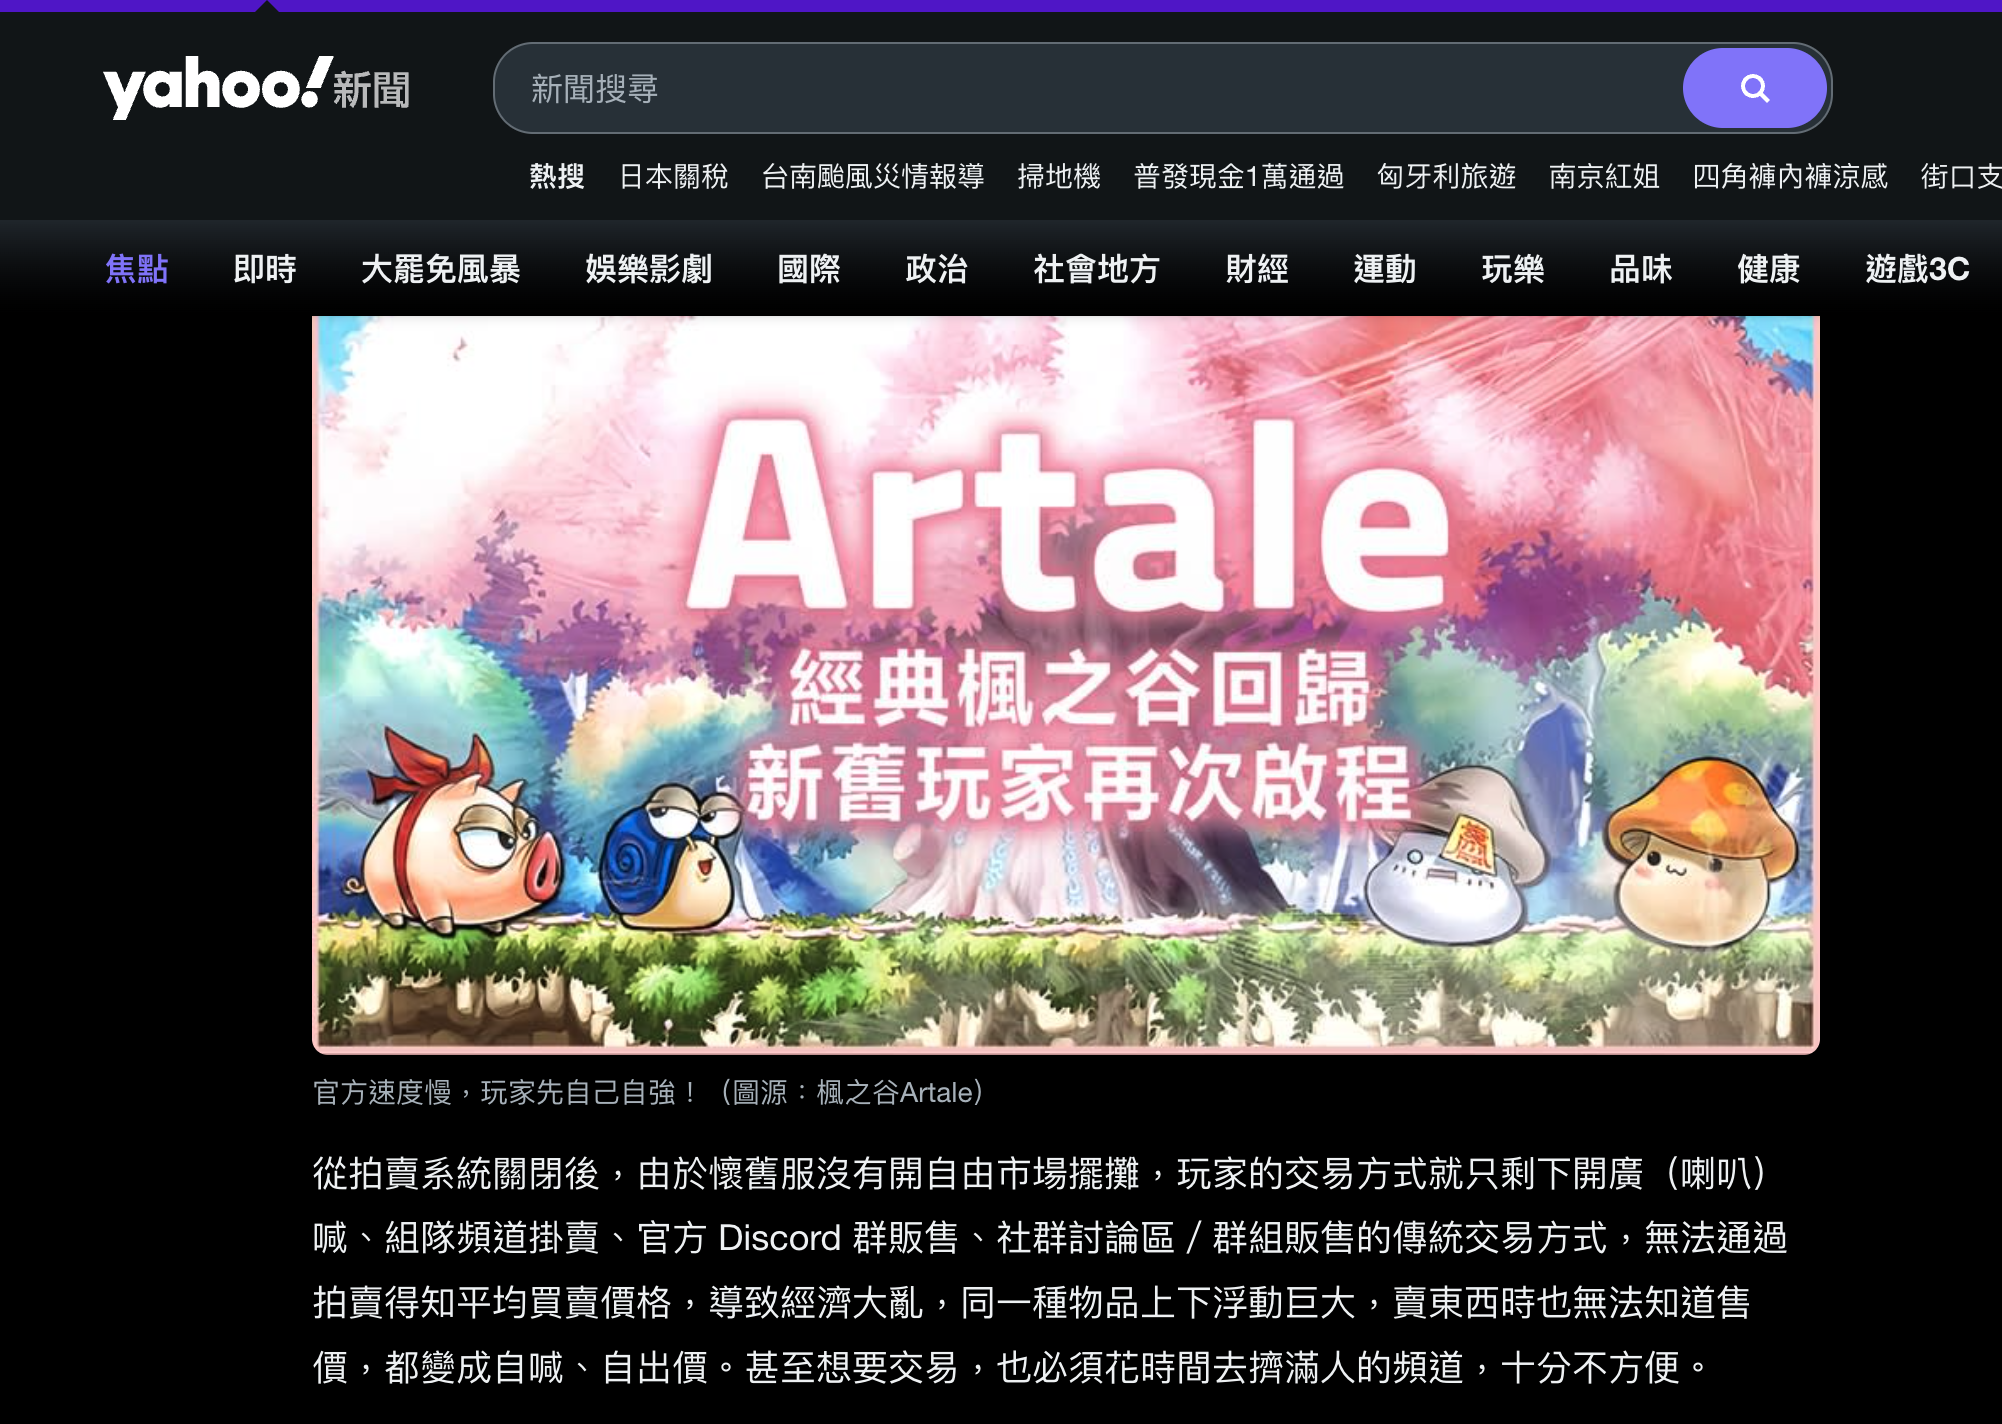 yahoo!新聞
新聞搜尋
熱搜 日本關稅 台南颱風災情報導 掃地機 普發現金1萬通過 匈牙利旅遊 南京紅姐 四角褲內褲涼感 街口支
焦點 即時 大罷免風暴 娛樂影劇 國際 政治 社會地方 財經 運動 玩樂 品味 健康 遊戲3C
Artale
經典楓之谷回歸
新舊玩家再次啟程
官方速度慢，玩家先自己自強！（圖源：楓之谷Artale）
從拍賣系統關閉後，由於懷舊服沒有開自由市場擺攤，玩家的交易方式就只剩下開廣（喇叭）
喊、組隊頻道掛賣、官方 Discord 群販售、社群討論區 / 群組販售的傳統交易方式，無法通過
拍賣得知平均買賣價格，導致經濟大亂，同一種物品上下浮動巨大，賣東西時也無法知道售
價，都變成自喊、自出價。甚至想要交易，也必須花時間去擠滿人的頻道，十分不方便。